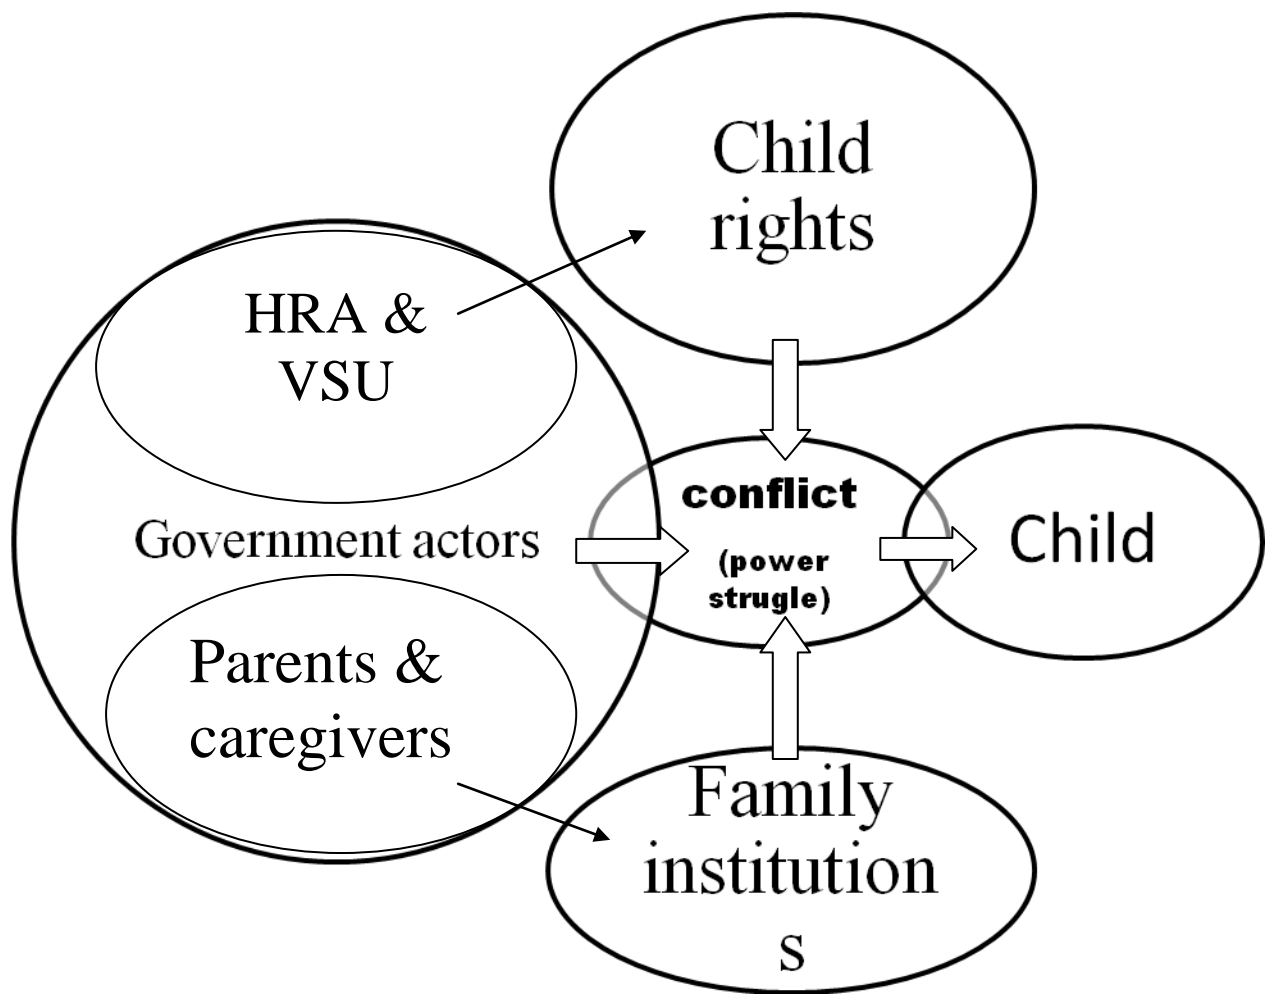 Child
rights
HRA &
VSU
Government actors
Parents &
caregivers
conflict
(power
strugle)
Child
Family
institution
s